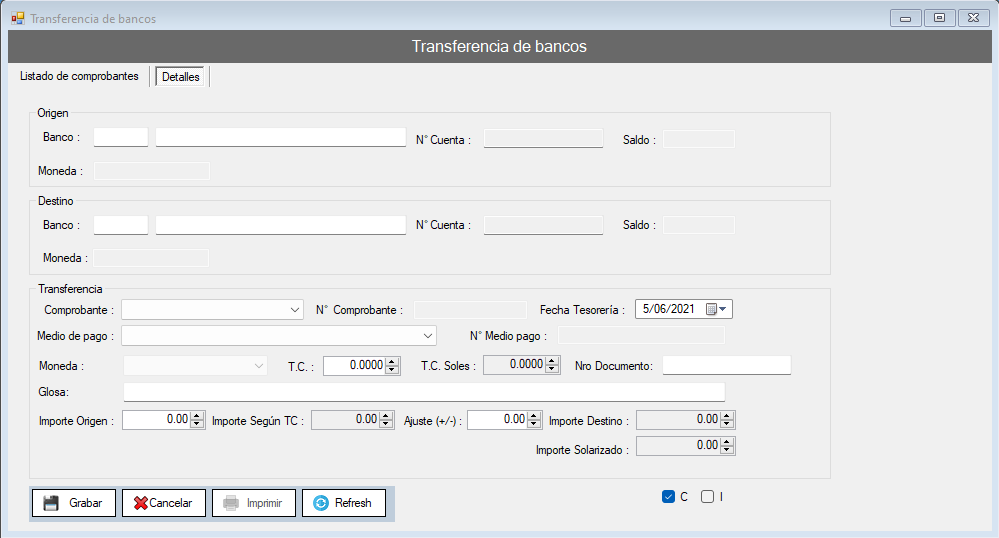 Transferencia de bancos
Transferencia de bancos
Listado de comprobantes Detalles
Origen
Banco : N° Cuenta : Saldo :
Moneda :
Destino
Banco : N° Cuenta : Saldo :
Moneda :
Transferencia
Comprobante : N° Comprobante : Fecha Tesorería : 5/06/2021
Medio de pago : N° Medio pago :
Moneda : T.C. : 0.0000 T.C. Soles : 0.0000 Nro Documento:
Glosa:
Importe Origen : 0.00 Importe Según TC : 0.00 Ajuste (+/-) : 0.00 Importe Destino : 0.00
Importe Solarizado : 0.00
Grabar Cancelar Imprimir Refresh C I